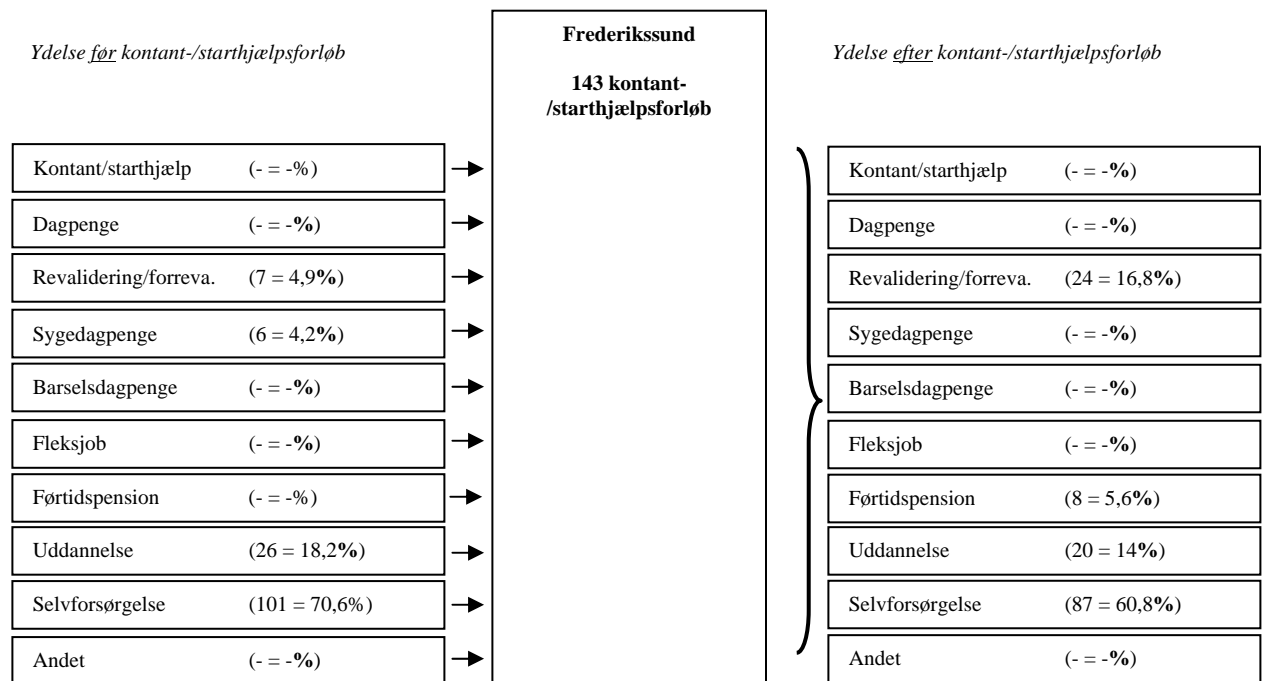 Ydelse før kontant-/starthjælpsforløb
Frederikssund
143 kontant-
/starthjælpsforløb
Ydelse efter kontant-/starthjælpsforløb
Kontant/starthjælp (- = -%)
Dagpenge (- = -%)
Revalidering/forreva. (7 = 4,9%)
Sygedagpenge (6 = 4,2%)
Barselsdagpenge (- = -%)
Fleksjob (- = -%)
Førtidspension (- = -%)
Uddannelse (26 = 18,2%)
Selvforsørgelse (101 = 70,6%)
Andet (- = -%)
Kontant/starthjælp (- = -%)
Dagpenge (- = -%)
Revalidering/forreva. (24 = 16,8%)
Sygedagpenge (- = -%)
Barselsdagpenge (- = -%)
Fleksjob (- = -%)
Førtidspension (8 = 5,6%)
Uddannelse (20 = 14%)
Selvforsørgelse (87 = 60,8%)
Andet (- = -%)